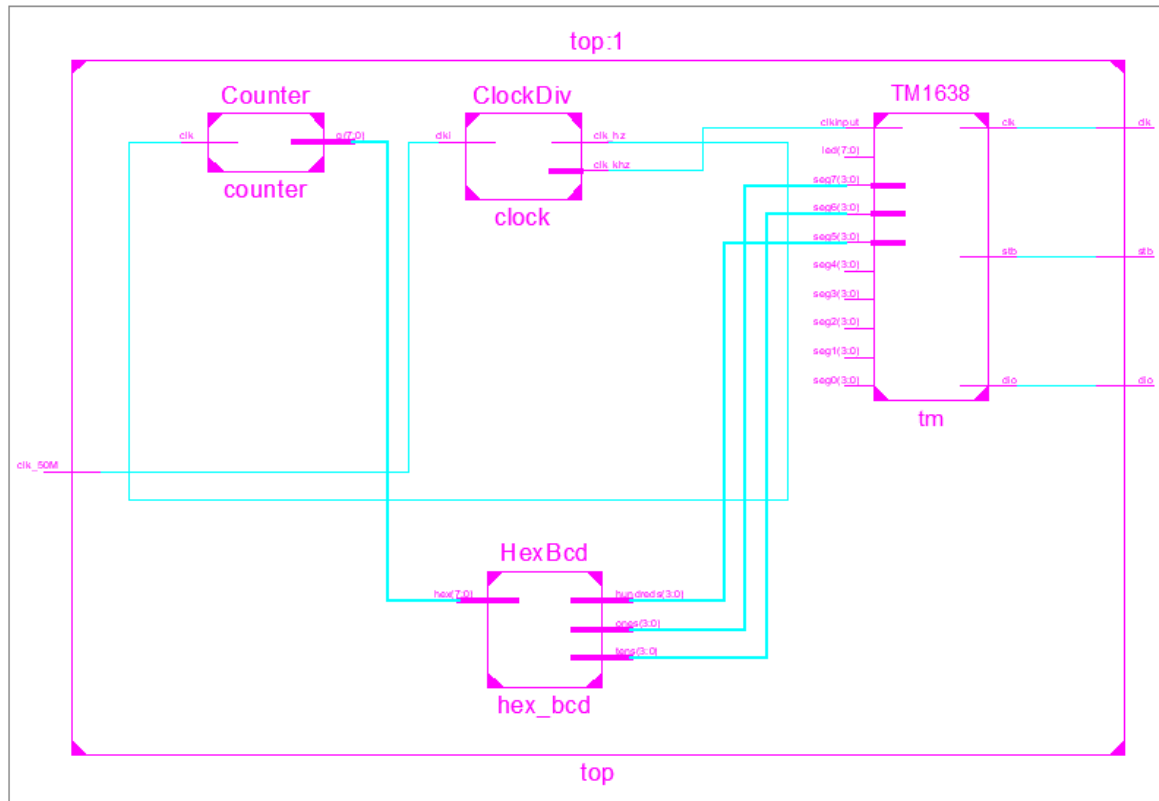 top:1
Counter
clk
q(7:0)
counter
ClockDiv
clki
clk_hz
clk_khz
clock
TM1638
clkinput
led(7:0)
seg7(3:0)
seg6(3:0)
seg5(3:0)
seg4(3:0)
seg3(3:0)
seg2(3:0)
seg1(3:0)
seg0(3:0)
clk
stb
dio
tm
clk
stb
dio
clk_50M
HexBcd
hex(7:0)
hundreds(3:0)
ones(3:0)
tens(3:0)
hex_bcd
top